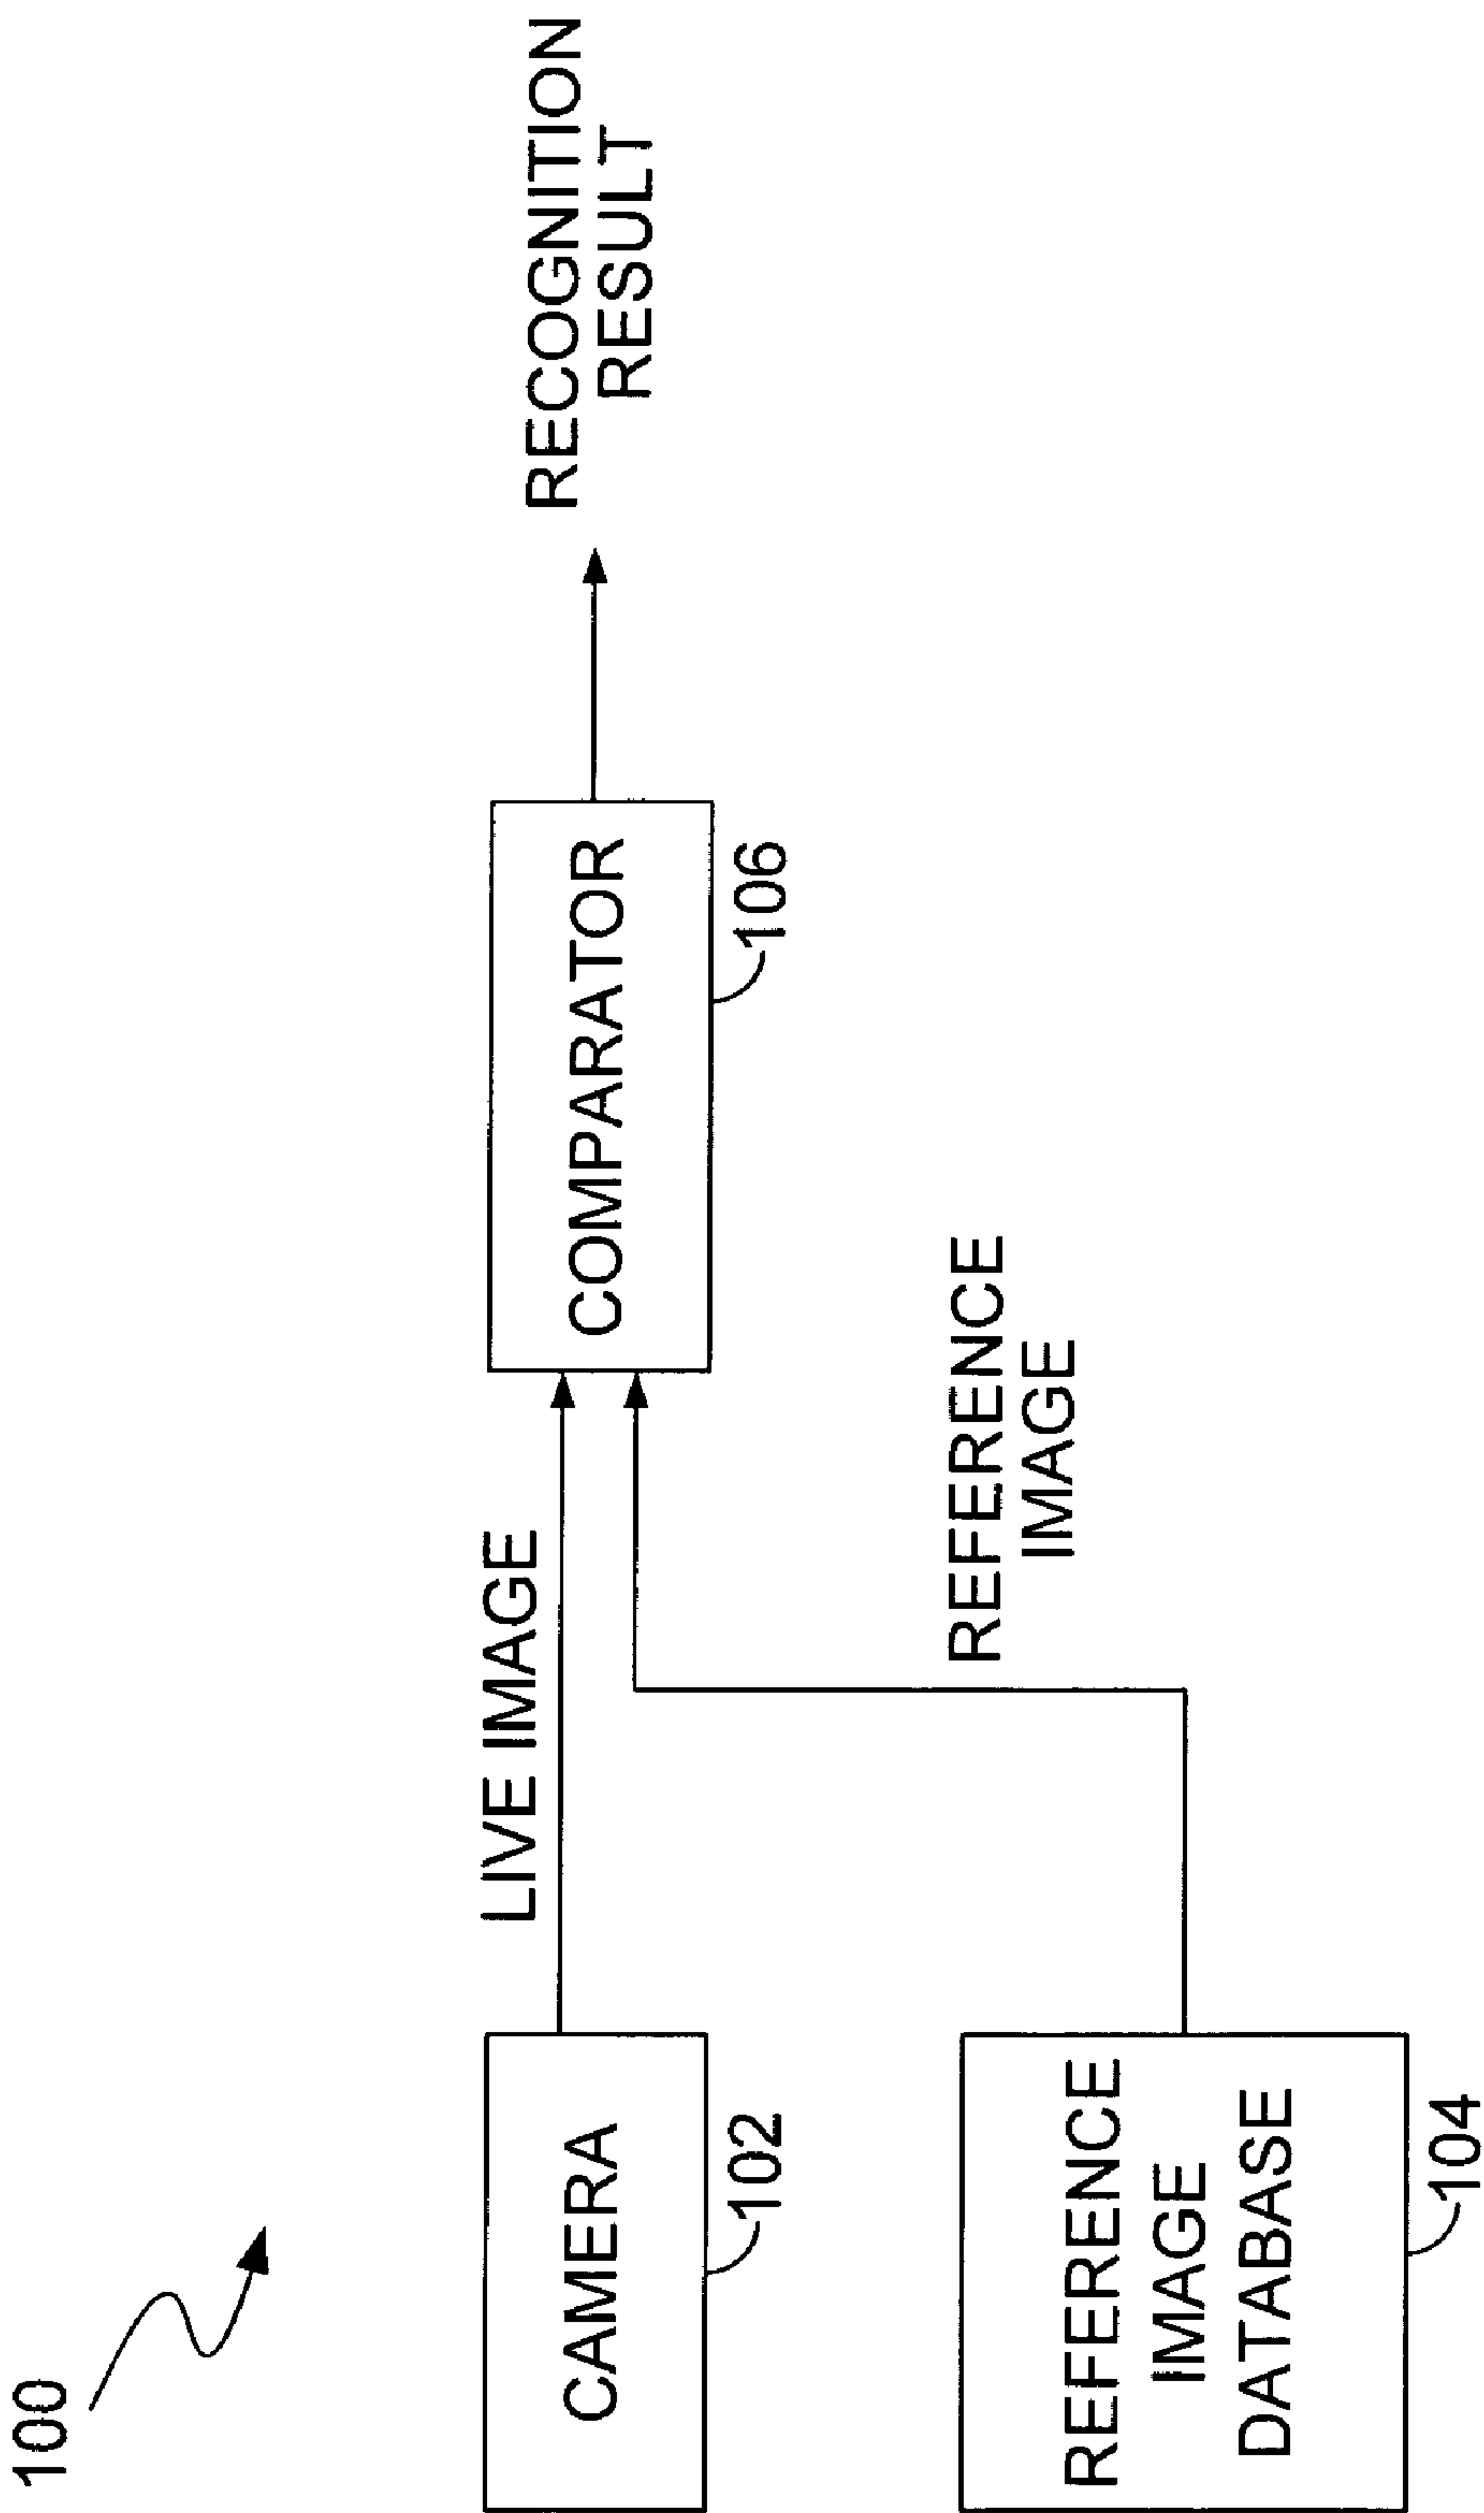 100
CAMERA
102
LIVE IMAGE
COMPARATOR
106
RECOGNITION
RESULT
REFERENCE
IMAGE
REFERENCE
IMAGE
DATABASE
104